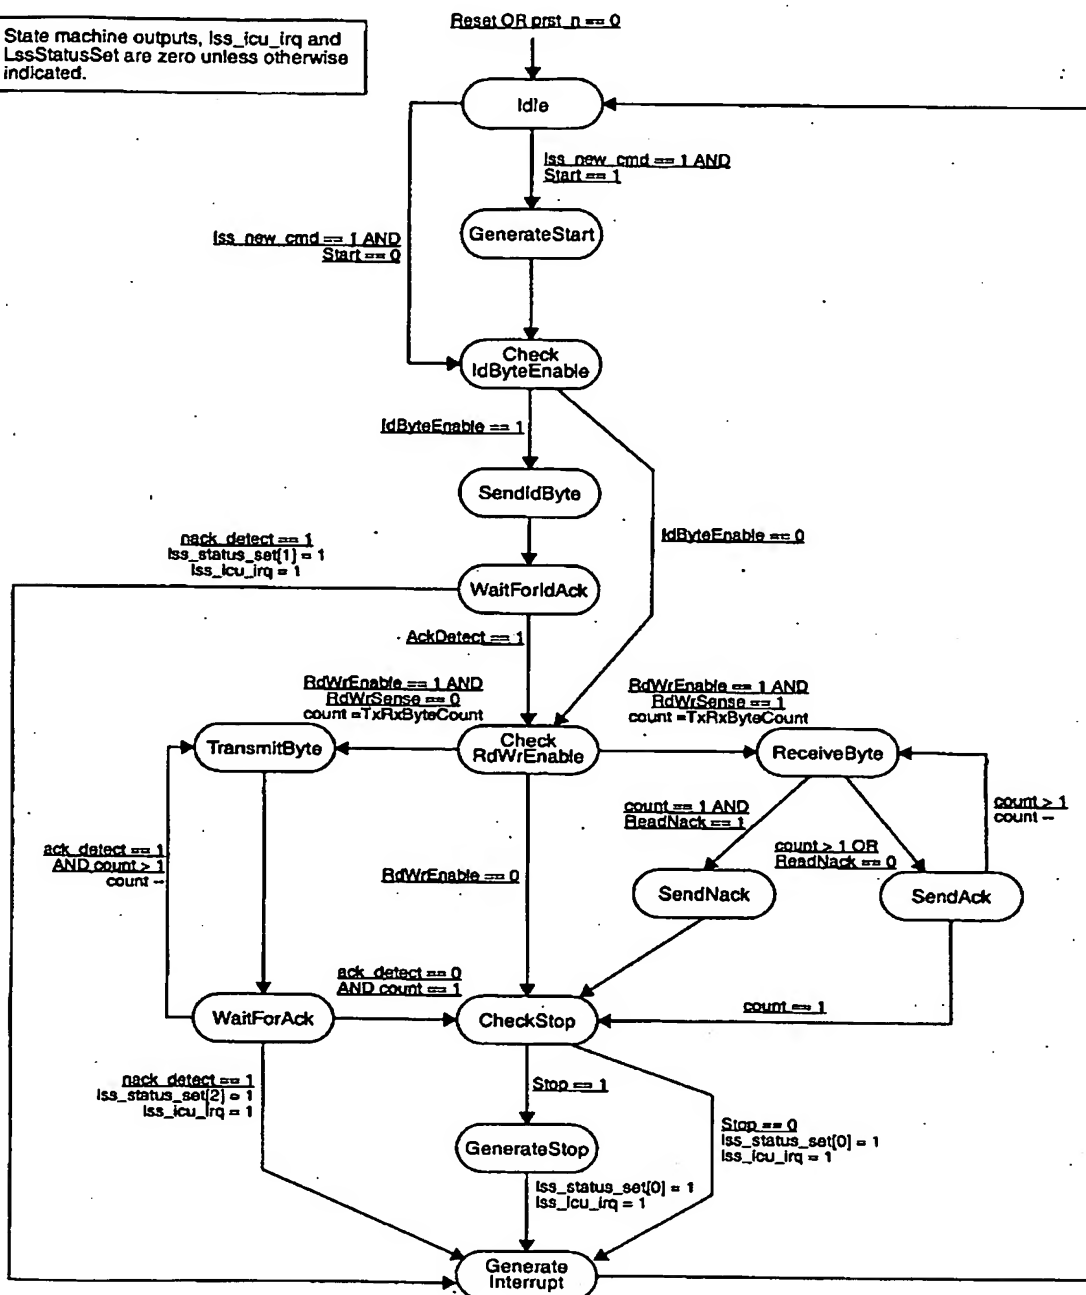 Reset OR prst_n == 0
State machine outputs, lss_icu_irq and
LssStatusSet are zero unless otherwise
indicated.
Idle
lss_new_cmd == 1 AND
Start == 1
GenerateStart
lss_new_cmd == 1 AND
Start == 0
Check
IdByteEnable
IdByteEnable == 1
SendIdByte
IdByteEnable == 0
nack_detect == 1
lss_status_set[1] = 1
lss_icu_irq = 1
WaitForIdAck
AckDetect == 1
RdWrEnable == 1 AND
RdWrSense == 0
count =TxRxByteCount
RdWrEnable == 1 AND
RdWrSense == 1
count =TxRxByteCount
TransmitByte
Check
RdWrEnable
ReceiveByte
count == 1 AND
ReadNack == 1
count > 1
count --
ack_detect == 1
AND count > 1
count --
RdWrEnable == 0
count > 1 OR
ReadNack == 0
SendNack
SendAck
ack_detect == 0
AND count == 1
WaitForAck
CheckStop
count == 1
nack_detect == 1
lss_status_set[2] = 1
lss_icu_irq = 1
Stop == 1
Stop == 0
lss_status_set[0] = 1
lss_icu_irq = 1
GenerateStop
lss_status_set[0] = 1
lss_icu_irq = 1
Generate
Interrupt